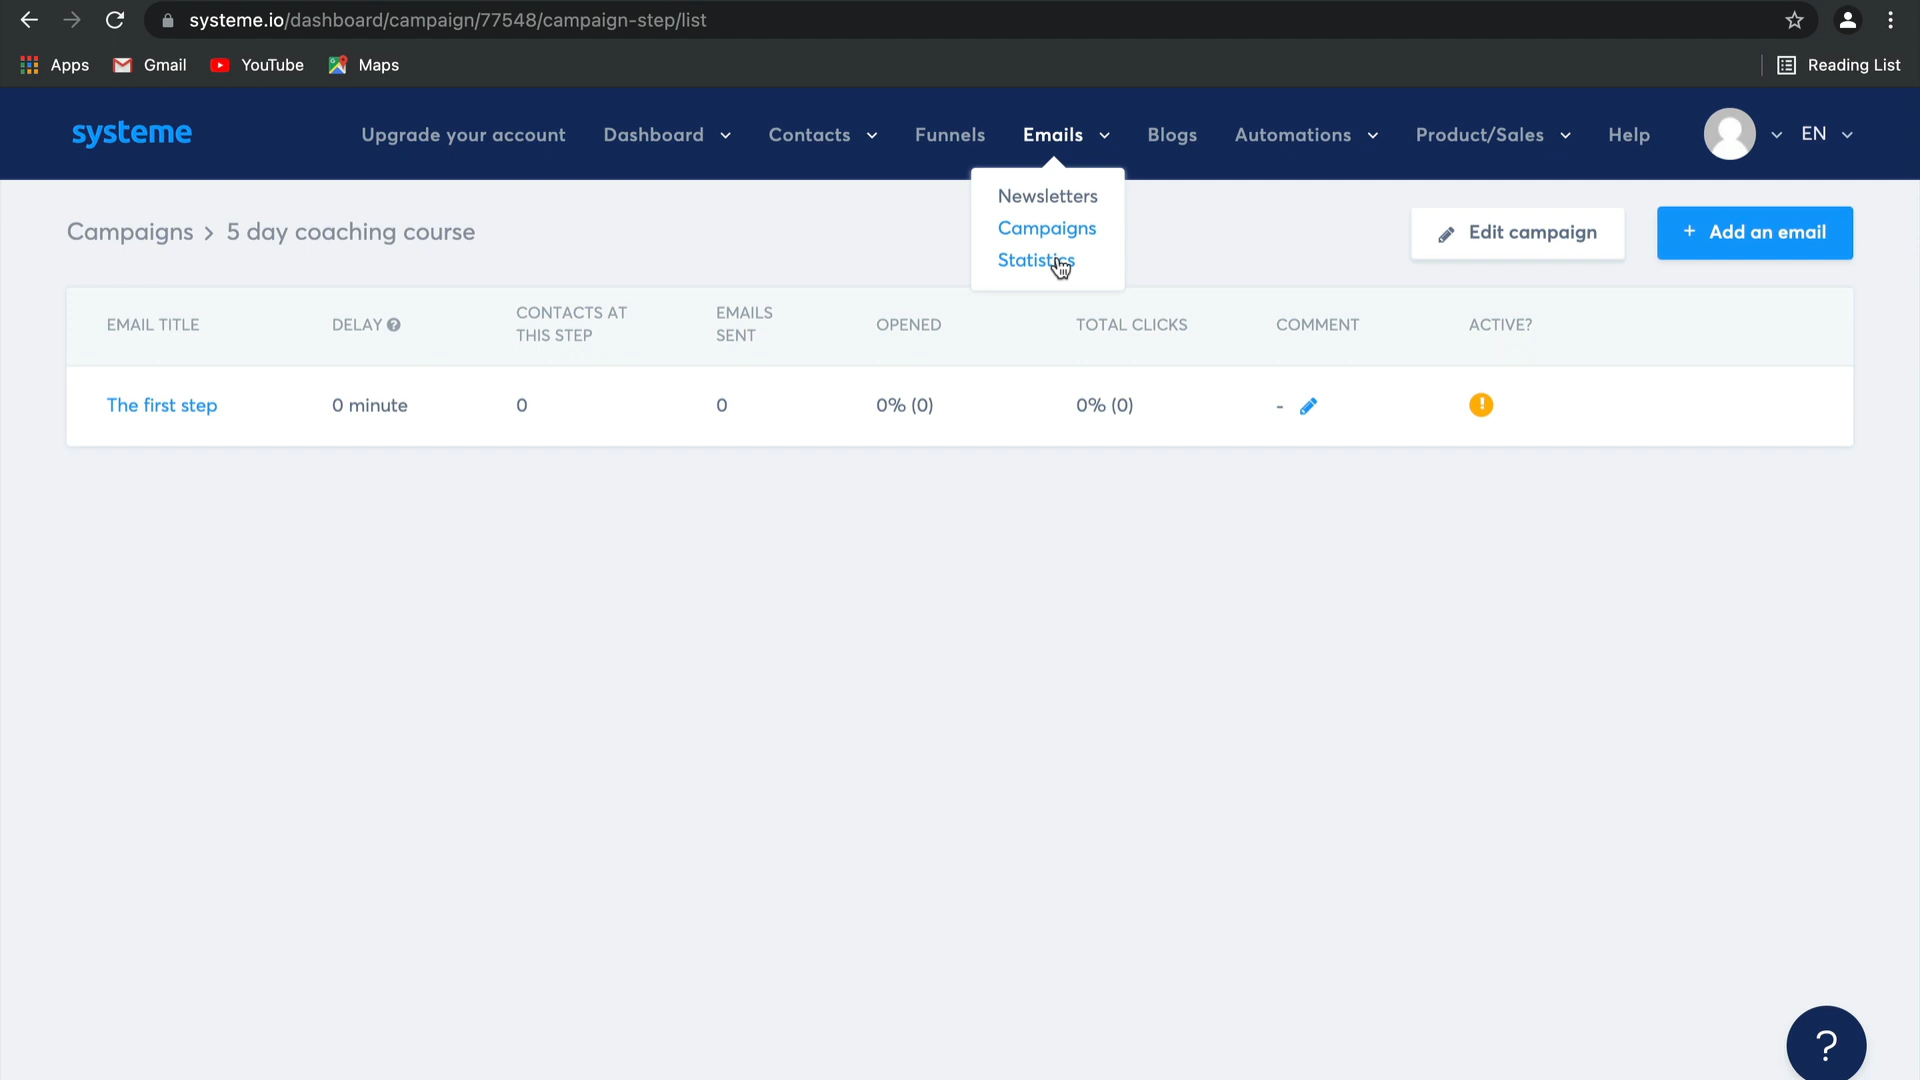 systeme.io/dashboard/campaign/77548/campaign-step/list
Apps Gmail YouTube Maps Reading List
systeme Upgrade your account Dashboard Contacts Funnels Emails Blogs Automations Product/Sales Help EN
Newsletters
Campaigns
Statistics
Campaigns > 5 day coaching course
Edit campaign
+ Add an email
EMAIL TITLE DELAY ? CONTACTS AT THIS STEP EMAILS SENT OPENED TOTAL CLICKS COMMENT ACTIVE?
The first step 0 minute 0 0 0% (0) 0% (0) - !
?